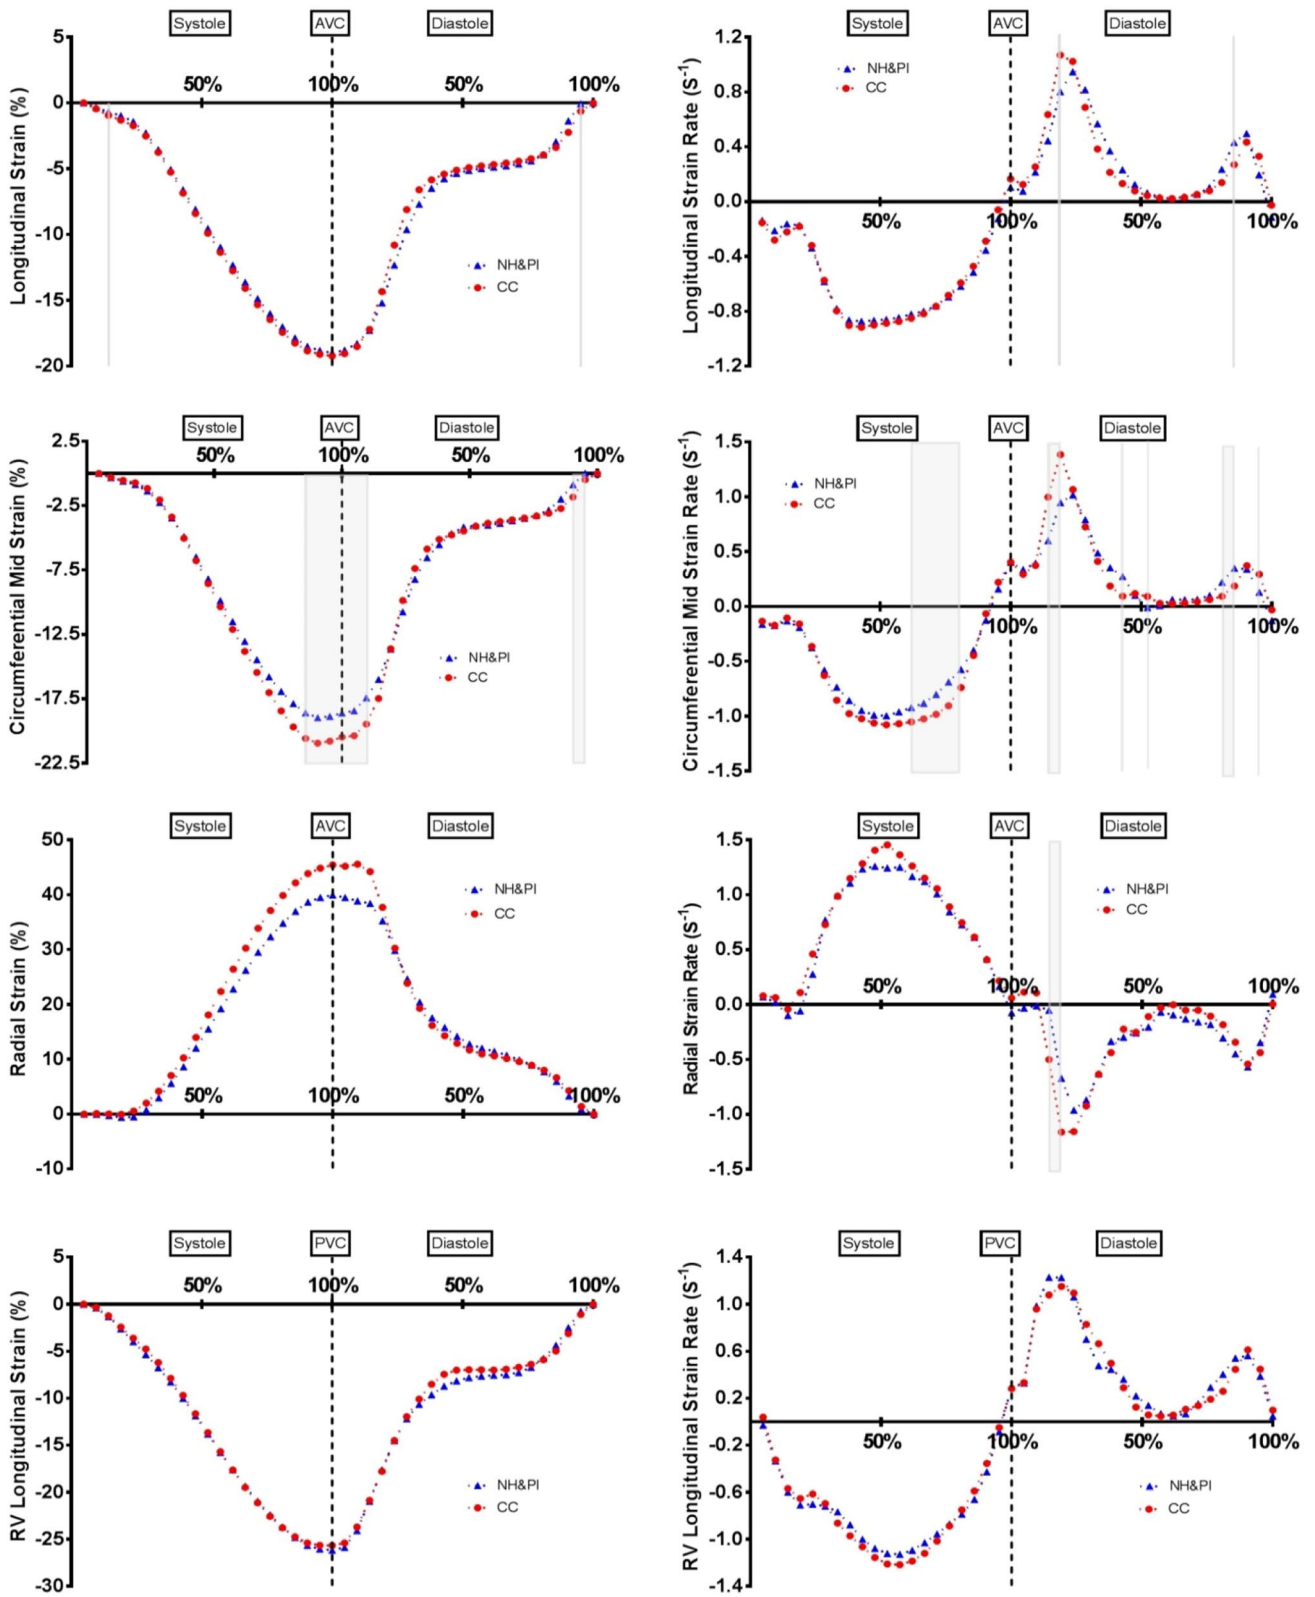 Systole AVC Diastole
5
50% 100% 50% 100%
0
-5
-10
-15
-20
Longitudinal Strain (%)
NH&PI
CC
Systole AVC Diastole
1.2
0.8
0.4
0.0
-0.4
-0.8
-1.2
50% 100% 50% 100%
Longitudinal Strain Rate (S⁻¹)
NH&PI
CC
Systole AVC Diastole
2.5
50% 100% 50% 100%
-2.5
-7.5
-12.5
-17.5
-22.5
Circumferential Mid Strain (%)
NH&PI
CC
Systole AVC Diastole
1.5
1.0
0.5
0.0
-0.5
-1.0
-1.5
50% 100% 50% 100%
Circumferential Mid Strain Rate (S⁻¹)
NH&PI
CC
Systole AVC Diastole
50
40
30
20
10
0
-10
50% 100% 50% 100%
Radial Strain (%)
NH&PI
CC
Systole AVC Diastole
1.5
1.0
0.5
0.0
-0.5
-1.0
-1.5
50% 100% 50% 100%
Radial Strain Rate (S⁻¹)
NH&PI
CC
Systole PVC Diastole
5
50% 100% 50% 100%
0
-5
-10
-15
-20
-25
-30
RV Longitudinal Strain (%)
NH&PI
CC
Systole PVC Diastole
1.4
1.0
0.6
0.2
-0.2
-0.6
-1.0
-1.4
50% 100% 50% 100%
RV Longitudinal Strain Rate (S⁻¹)
NH&PI
CC